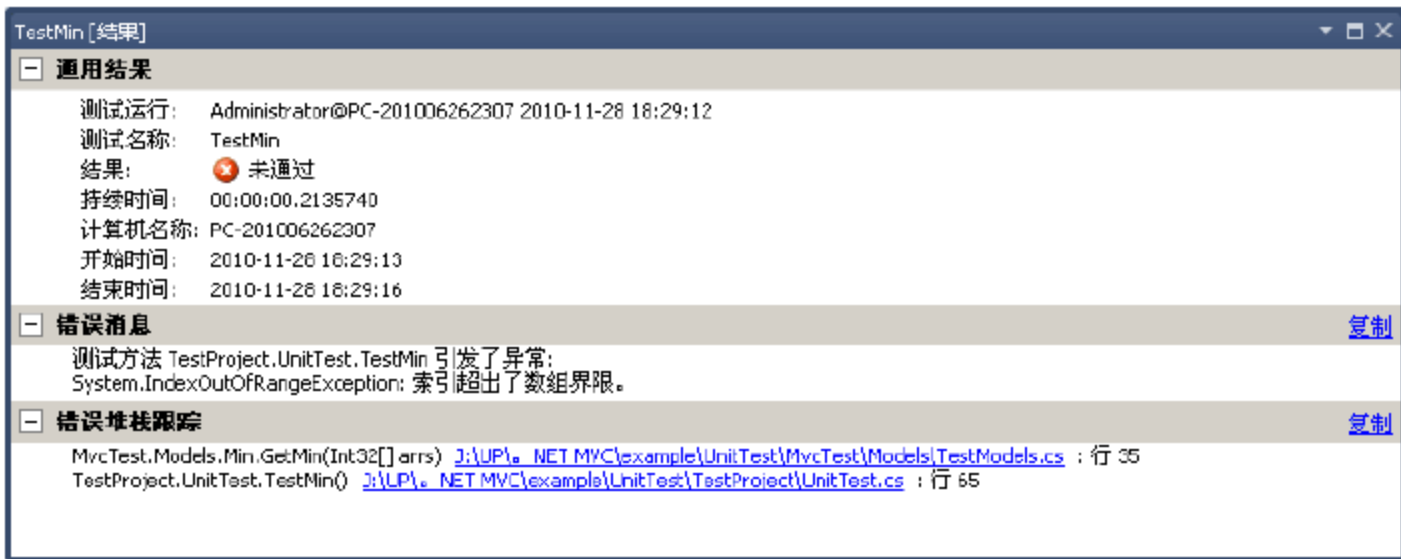 TestMin [结果]
通用结果
测试运行: Administrator@PC-201006262307 2010-11-28 18:29:12
测试名称: TestMin
结果: 未通过
持续时间: 00:00:00.2135740
计算机名称: PC-201006262307
开始时间: 2010-11-28 18:29:13
结束时间: 2010-11-28 18:29:16
错误消息 复制
测试方法 TestProject.UnitTest.TestMin 引发了异常:
System.IndexOutOfRangeException: 索引超出了数组界限。
错误堆栈跟踪 复制
MvcTest.Models.Min.GetMin(Int32[] arrs) J:\UP\。NET MVC\example\UnitTest\MvcTest\Models\TestModels.cs : 行 35
TestProject.UnitTest.TestMin() J:\UP\。NET MVC\example\UnitTest\TestProject\UnitTest.cs : 行 65